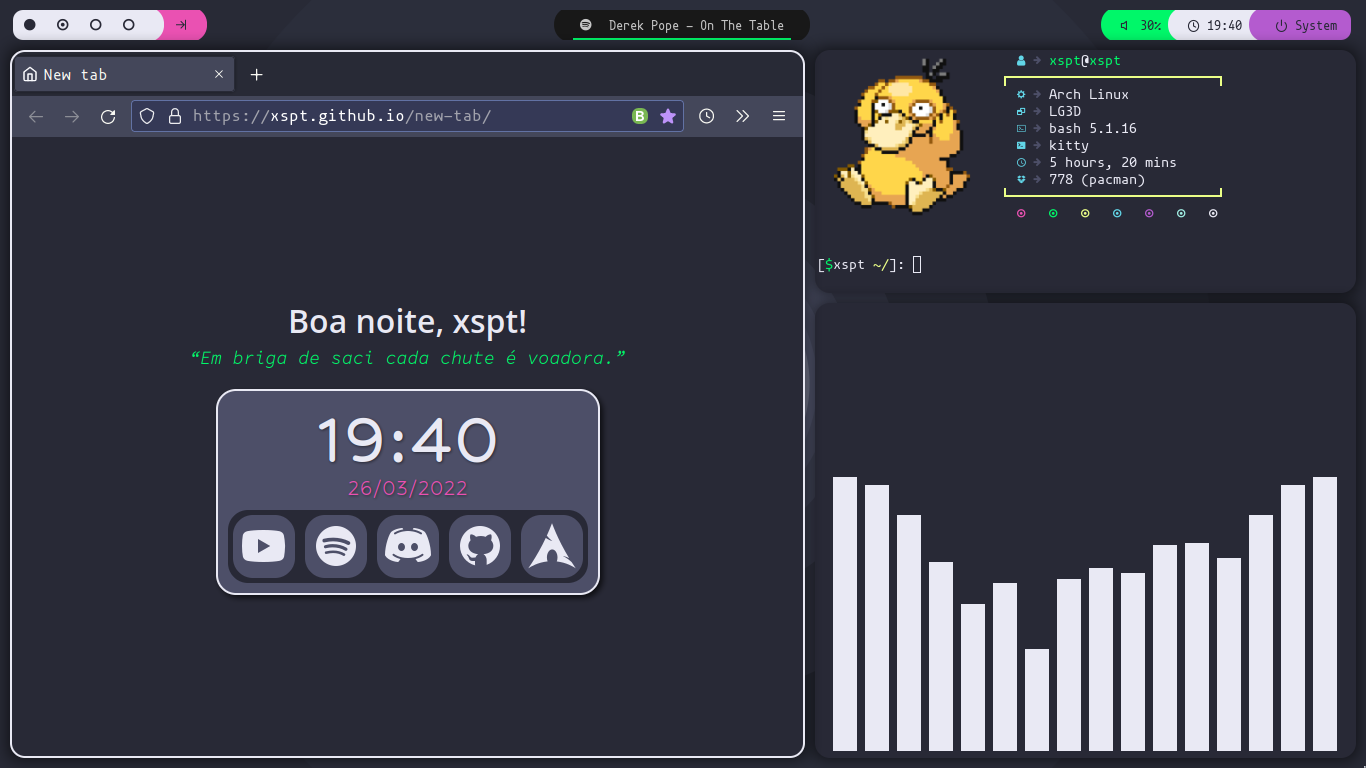 Derek Pope – On The Table
30%
19:40
System
New tab
https://xspt.github.io/new-tab/
B
Boa noite, xspt!
“Em briga de saci cada chute é voadora.”
19:40
26/03/2022
xspt@xspt
Arch Linux
LG3D
bash 5.1.16
kitty
5 hours, 20 mins
778 (pacman)
[$xspt ~/]: